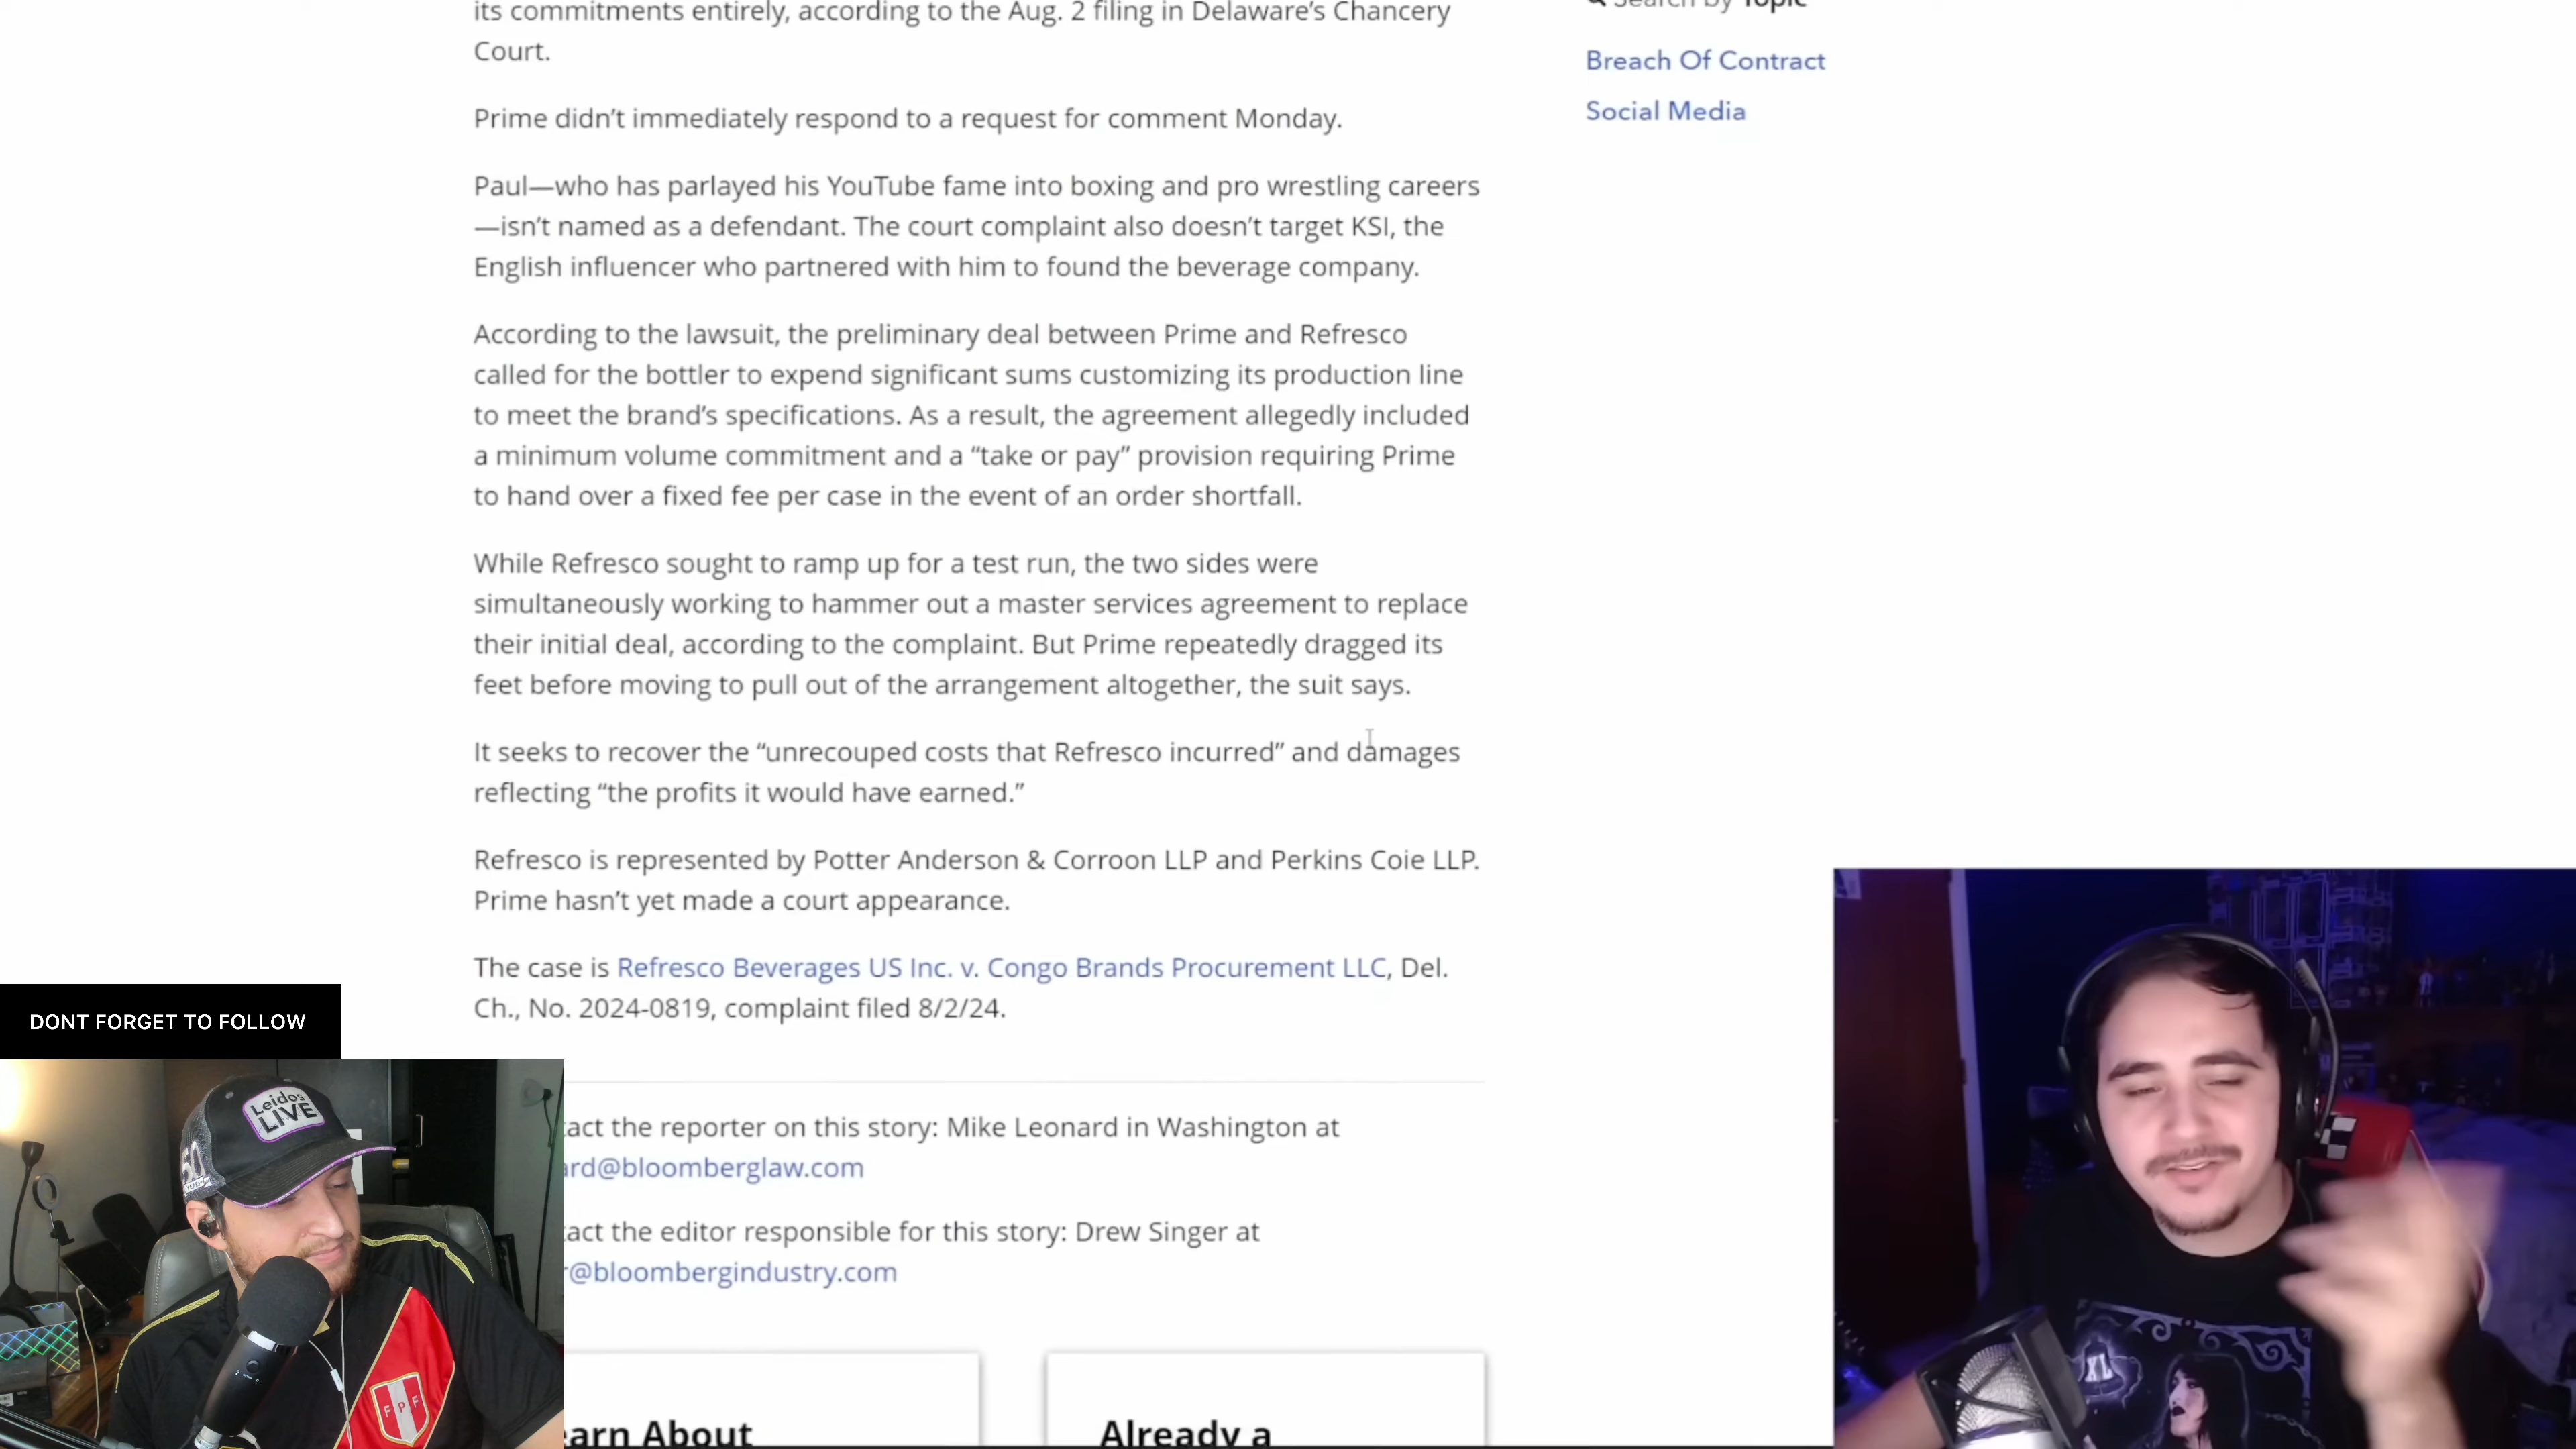 its commitments entirely, according to the Aug. 2 filing in Delaware’s Chancery
Court.
Prime didn’t immediately respond to a request for comment Monday.
Paul—who has parlayed his YouTube fame into boxing and pro wrestling careers
—isn’t named as a defendant. The court complaint also doesn’t target KSI, the
English influencer who partnered with him to found the beverage company.
According to the lawsuit, the preliminary deal between Prime and Refresco
called for the bottler to expend significant sums customizing its production line
to meet the brand’s specifications. As a result, the agreement allegedly included
a minimum volume commitment and a “take or pay” provision requiring Prime
to hand over a fixed fee per case in the event of an order shortfall.
While Refresco sought to ramp up for a test run, the two sides were
simultaneously working to hammer out a master services agreement to replace
their initial deal, according to the complaint. But Prime repeatedly dragged its
feet before moving to pull out of the arrangement altogether, the suit says.
It seeks to recover the “unrecouped costs that Refresco incurred” and damages
reflecting “the profits it would have earned.”
Refresco is represented by Potter Anderson & Corroon LLP and Perkins Coie LLP.
Prime hasn’t yet made a court appearance.
The case is Refresco Beverages US Inc. v. Congo Brands Procurement LLC, Del.
Ch., No. 2024-0819, complaint filed 8/2/24.
tact the reporter on this story: Mike Leonard in Washington at
ard@bloomberglaw.com
tact the editor responsible for this story: Drew Singer at
r@bloombergindustry.com
earn About
Already a
Search by Topic
Breach Of Contract
Social Media
DONT FORGET TO FOLLOW
Leidos
LIVE
FPF